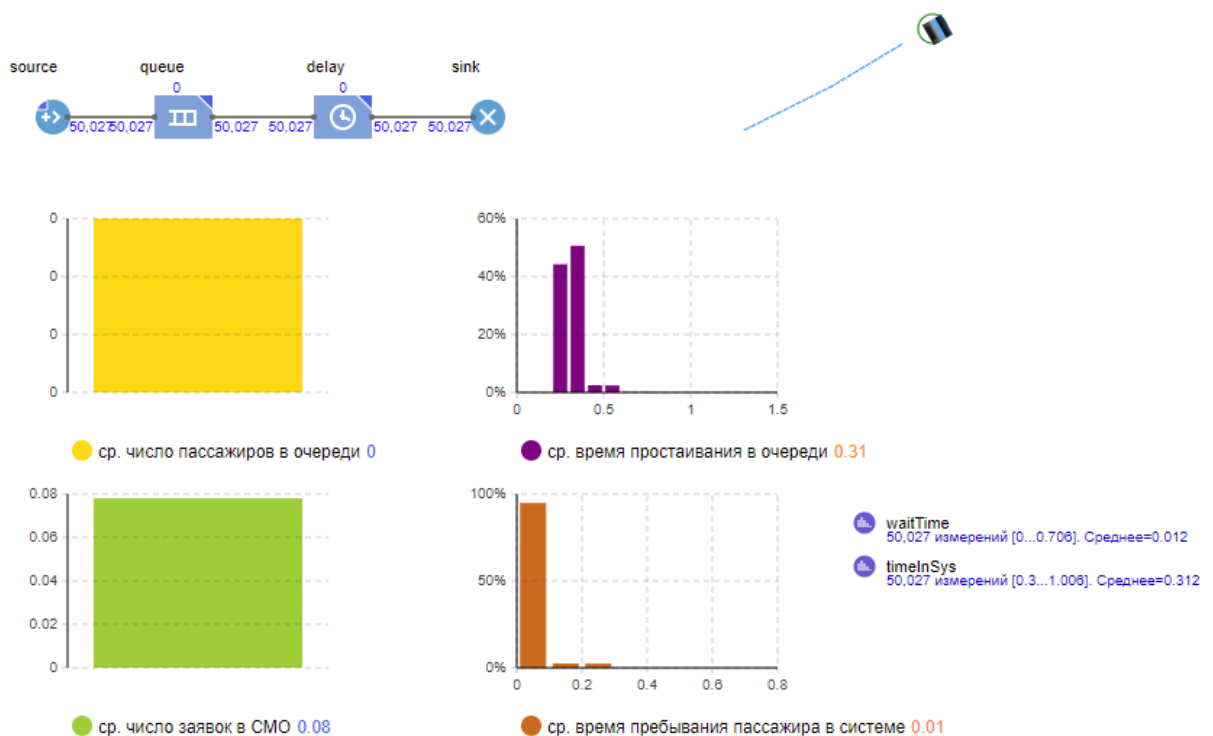 source queue delay sink
0 0
50,027 50,027 50,027 50,027 50,027 50,027
0
0
0
0
ср. число пассажиров в очереди 0
60%
40%
20%
0%
0 0.5 1 1.5
ср. время простаивания в очереди 0.31
0.08
0.06
0.04
0.02
0
ср. число заявок в СМО 0.08
100%
50%
0%
0 0.2 0.4 0.6 0.8
ср. время пребывания пассажира в системе 0.01
waitTime
50,027 измерений [0...0.706]. Среднее=0.012
timeInSys
50,027 измерений [0.3...1.006]. Среднее=0.312